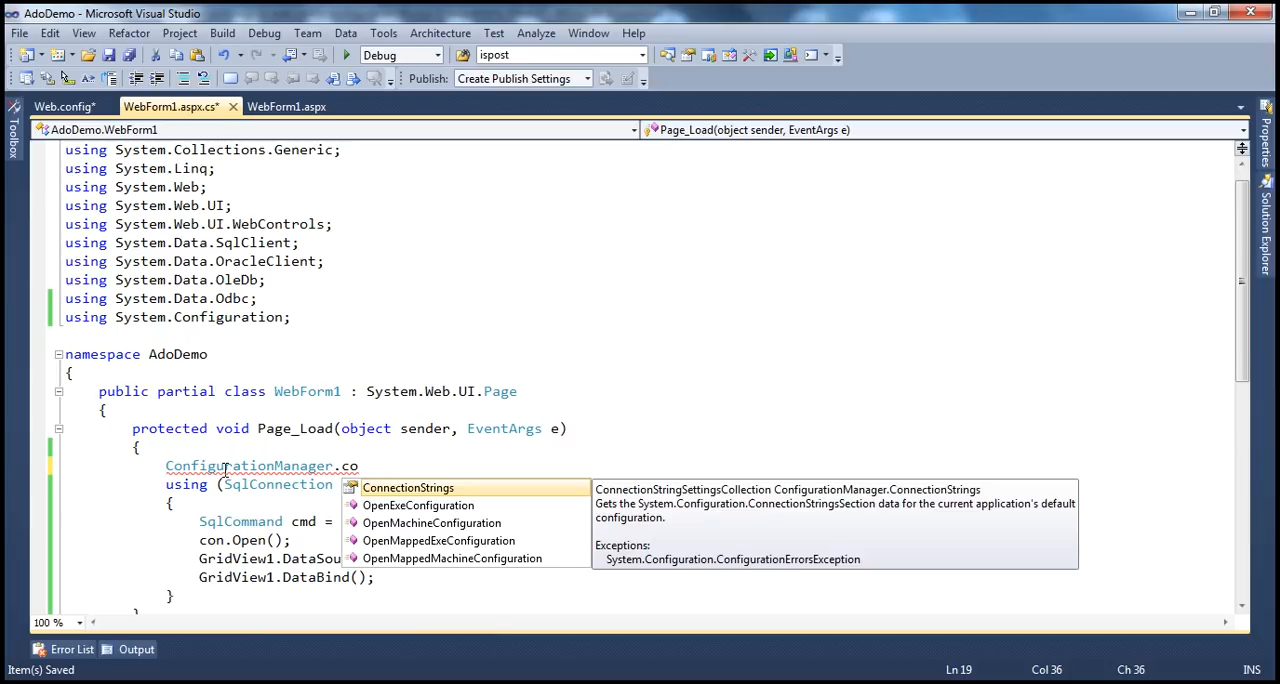 AdoDemo - Microsoft Visual Studio
File Edit View Refactor Project Build Debug Team Data Tools Architecture Test Analyze Window Help
Debug ispost
Publish: Create Publish Settings
Web.config* WebForm1.aspx.cs* WebForm1.aspx
AdoDemo.WebForm1 Page_Load(object sender, EventArgs e)
Toolbox
Properties
Solution Explorer
using System.Collections.Generic;
using System.Linq;
using System.Web;
using System.Web.UI;
using System.Web.UI.WebControls;
using System.Data.SqlClient;
using System.Data.OracleClient;
using System.Data.OleDb;
using System.Data.Odbc;
using System.Configuration;
namespace AdoDemo
{
public partial class WebForm1 : System.Web.UI.Page
{
protected void Page_Load(object sender, EventArgs e)
{
ConfigurationManager.co
using (SqlConnection
{
SqlCommand cmd =
con.Open();
GridView1.DataSou
GridView1.DataBind();
}
}
ConnectionStrings
OpenExeConfiguration
OpenMachineConfiguration
OpenMappedExeConfiguration
OpenMappedMachineConfiguration
ConnectionStringSettingsCollection ConfigurationManager.ConnectionStrings
Gets the System.Configuration.ConnectionStringsSection data for the current application's default
configuration.
Exceptions:
System.Configuration.ConfigurationErrorsException
100 %
Error List Output
Item(s) Saved Ln 19 Col 36 Ch 36 INS